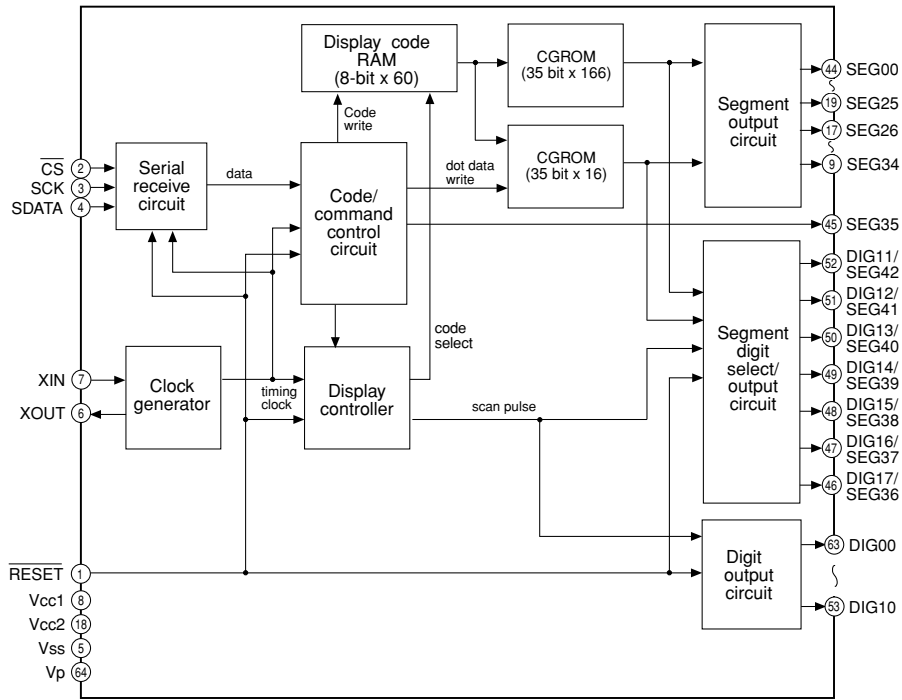 Display code
RAM
(8-bit x 60)
CGROM
(35 bit x 166)
Segment
output
circuit
44 SEG00
19 SEG25
17 SEG26
9 SEG34
Code
write
CS 2
SCK 3
SDATA 4
Serial
receive
circuit
data
Code/
command
control
circuit
dot data
write
CGROM
(35 bit x 16)
45 SEG35
52 DIG11/
SEG42
51 DIG12/
SEG41
50 DIG13/
SEG40
49 DIG14/
SEG39
48 DIG15/
SEG38
47 DIG16/
SEG37
46 DIG17/
SEG36
Segment
digit
select/
output
circuit
code
select
XIN 7
XOUT 6
Clock
generator
timing
clock
Display
controller
scan pulse
RESET 1
Vcc1 8
Vcc2 18
Vss 5
Vp 64
Digit
output
circuit
63 DIG00
53 DIG10